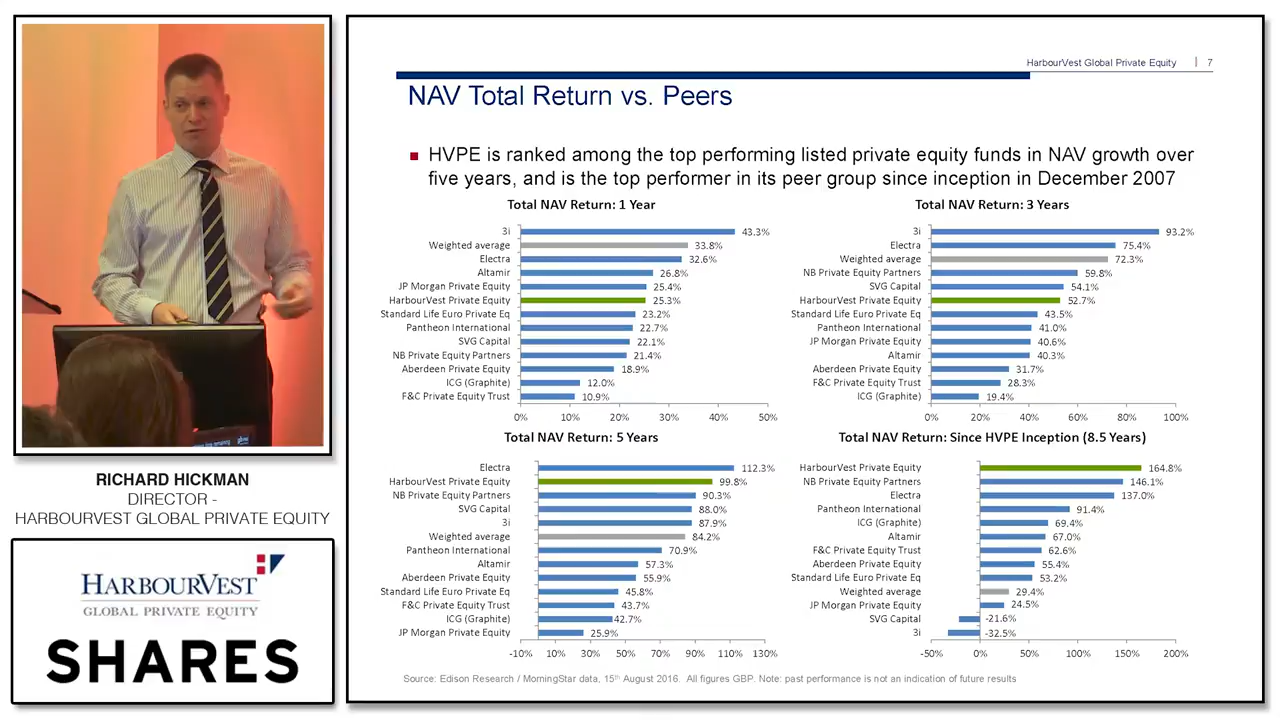 HarbourVest Global Private Equity | 7
NAV Total Return vs. Peers
HVPE is ranked among the top performing listed private equity funds in NAV growth over
five years, and is the top performer in its peer group since inception in December 2007
Total NAV Return: 1 Year
3i 43.3%
Weighted average 33.8%
Electra 32.6%
Altamir 26.8%
JP Morgan Private Equity 25.4%
HarbourVest Private Equity 25.3%
Standard Life Euro Private Eq 23.2%
Pantheon International 22.7%
SVG Capital 22.1%
NB Private Equity Partners 21.4%
Aberdeen Private Equity 18.9%
ICG (Graphite) 12.0%
F&C Private Equity Trust 10.9%
0% 10% 20% 30% 40% 50%
Total NAV Return: 3 Years
3i 93.2%
Electra 75.4%
Weighted average 72.3%
NB Private Equity Partners 59.8%
SVG Capital 54.1%
HarbourVest Private Equity 52.7%
Standard Life Euro Private Eq 43.5%
Pantheon International 41.0%
JP Morgan Private Equity 40.6%
Altamir 40.3%
Aberdeen Private Equity 31.7%
F&C Private Equity Trust 28.3%
ICG (Graphite) 19.4%
0% 20% 40% 60% 80% 100%
Total NAV Return: 5 Years
Electra 112.3%
HarbourVest Private Equity 99.8%
NB Private Equity Partners 90.3%
SVG Capital 88.0%
3i 87.9%
Weighted average 84.2%
Pantheon International 70.9%
Altamir 57.3%
Aberdeen Private Equity 55.9%
Standard Life Euro Private Eq 45.8%
F&C Private Equity Trust 43.7%
ICG (Graphite) 42.7%
JP Morgan Private Equity 25.9%
-10% 10% 30% 50% 70% 90% 110% 130%
Total NAV Return: Since HVPE Inception (8.5 Years)
HarbourVest Private Equity 164.8%
NB Private Equity Partners 146.1%
Electra 137.0%
Pantheon International 91.4%
ICG (Graphite) 69.4%
Altamir 67.0%
F&C Private Equity Trust 62.6%
Aberdeen Private Equity 55.4%
Standard Life Euro Private Eq 53.2%
Weighted average 29.4%
JP Morgan Private Equity 24.5%
SVG Capital -21.6%
3i -32.5%
-50% 0% 50% 100% 150% 200%
Source: Edison Research / MorningStar data, 15th August 2016. All figures GBP. Note: past performance is not an indication of future results
RICHARD HICKMAN
DIRECTOR -
HARBOURVEST GLOBAL PRIVATE EQUITY
HARBOURVEST
GLOBAL PRIVATE EQUITY
SHARES